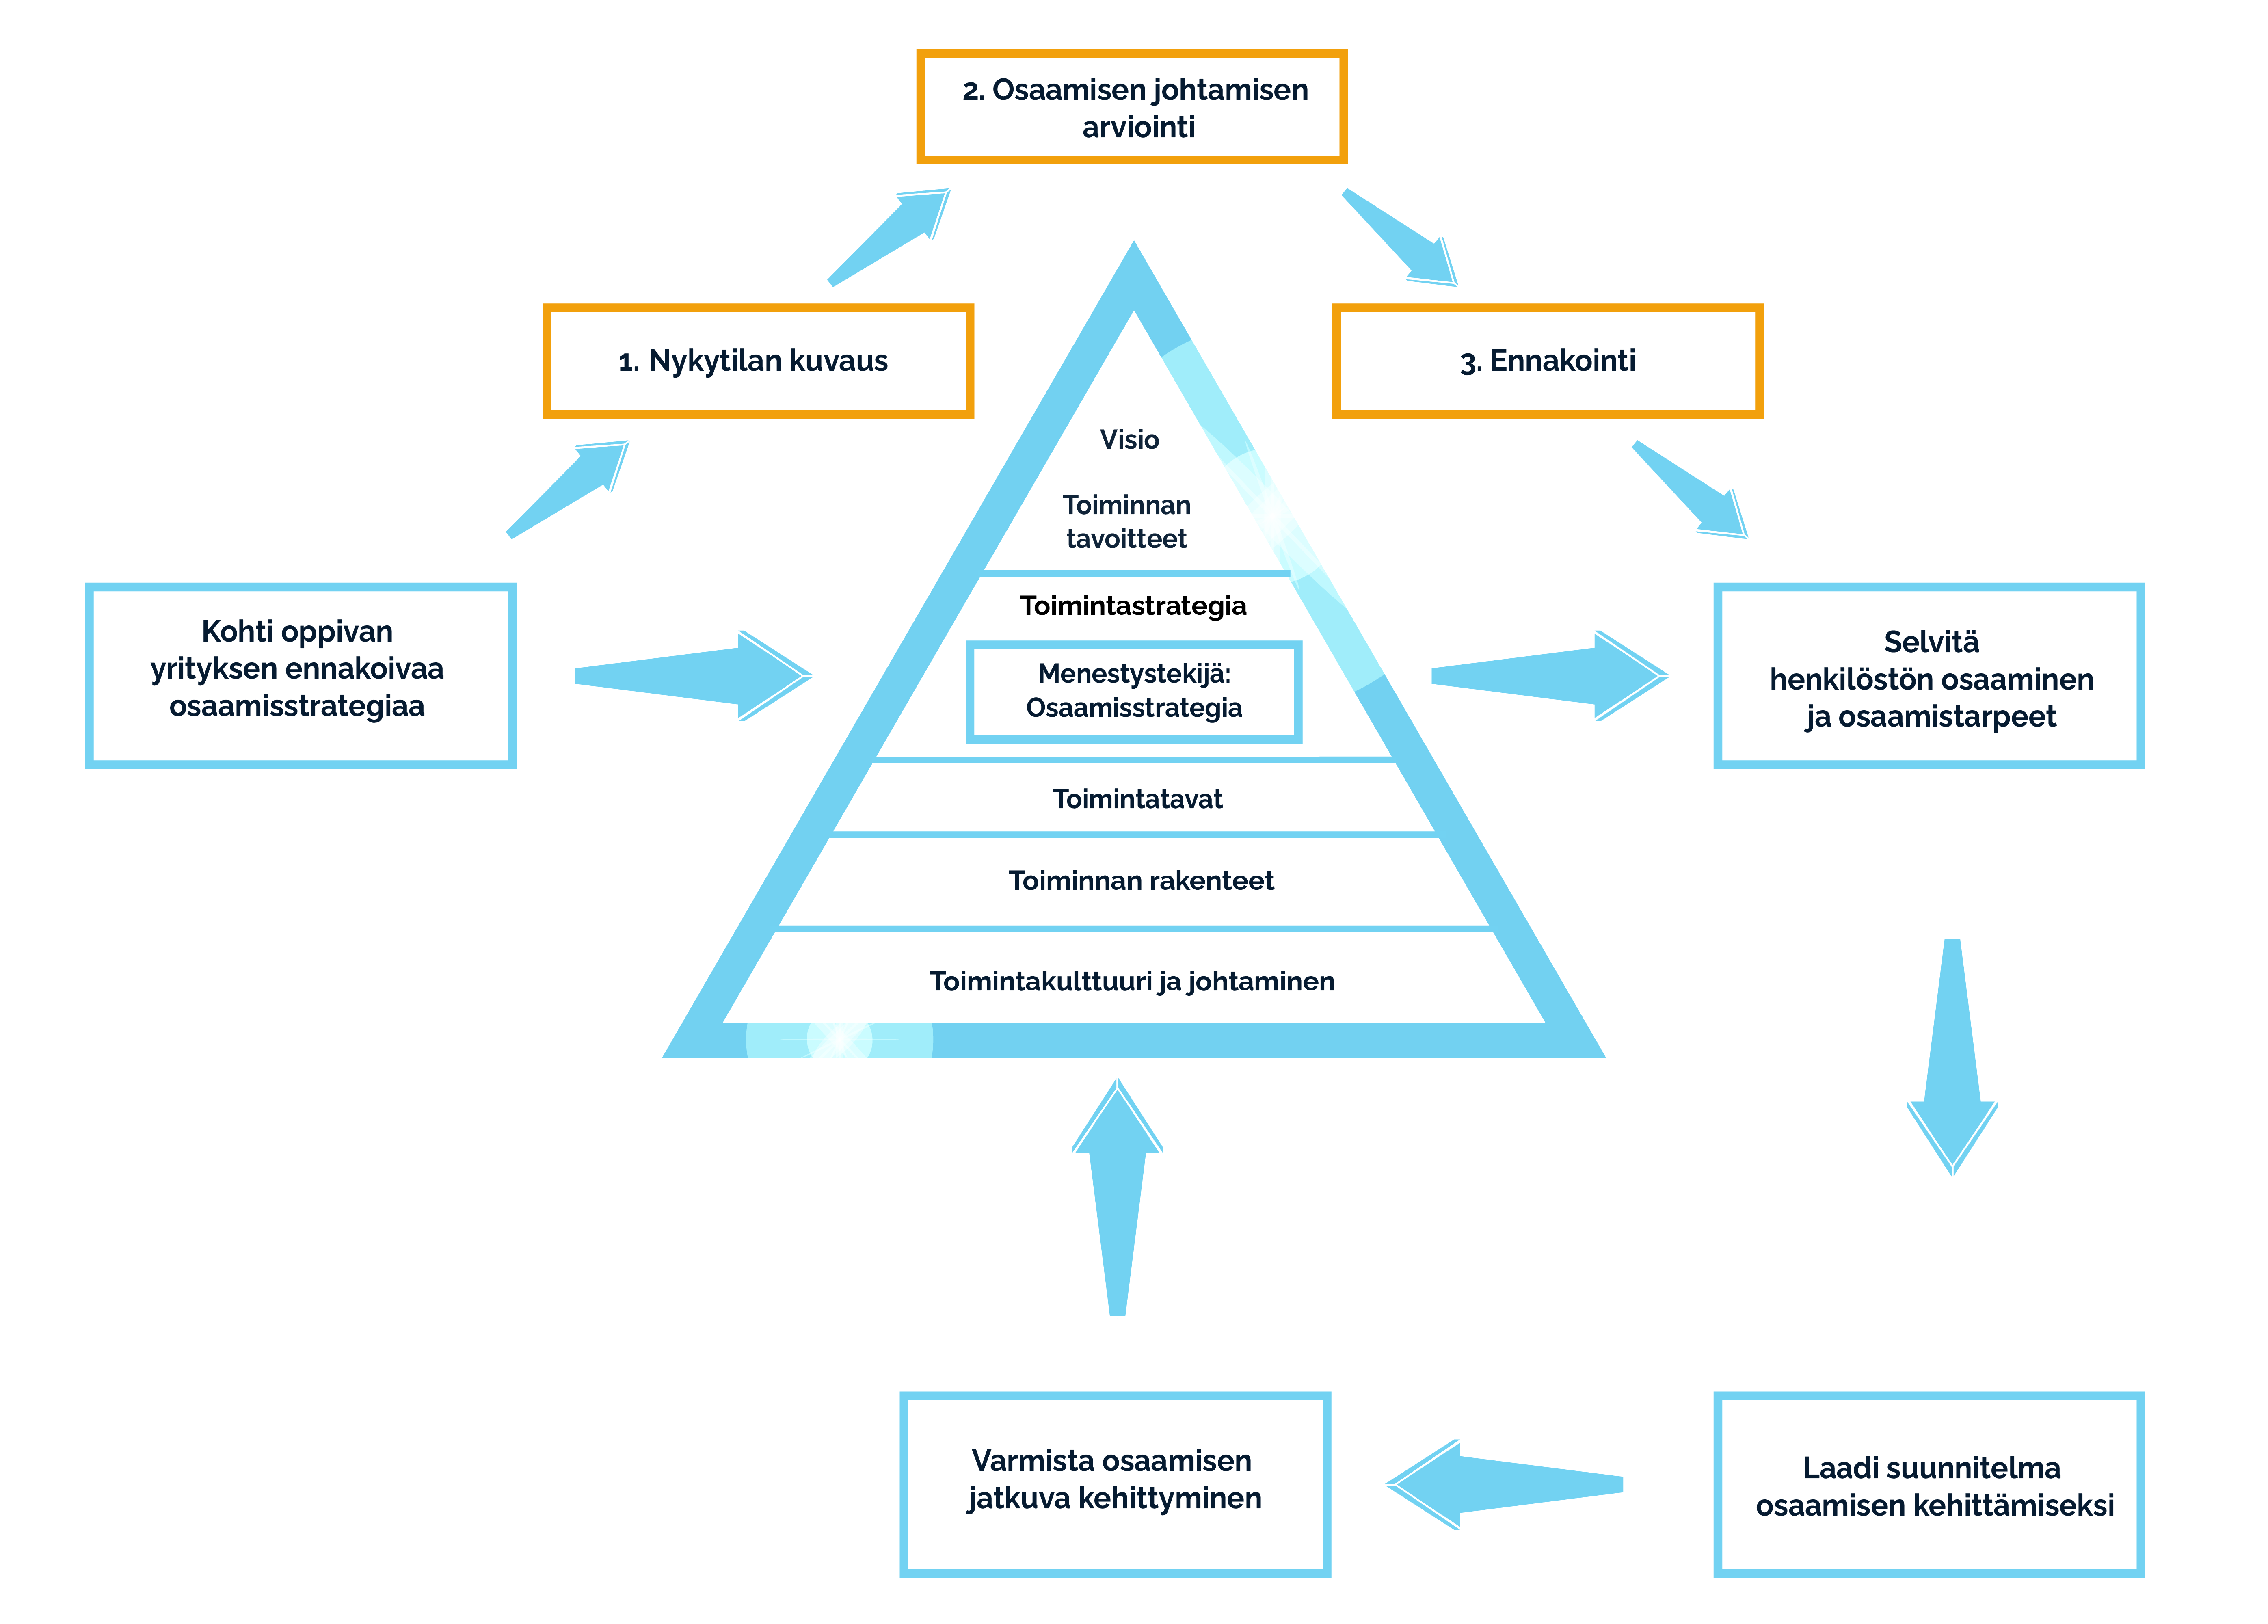 2. Osaamisen johtamisen
arviointi
1. Nykytilan kuvaus
3. Ennakointi
Visio
Toiminnan
tavoitteet
Toimintastrategia
Menestystekijä:
Osaamisstrategia
Toimintatavat
Toiminnan rakenteet
Toimintakulttuuri ja johtaminen
Kohti oppivan
yrityksen ennakoivaa
osaamisstrategiaa
Selvitä
henkilöstön osaaminen
ja osaamistarpeet
Varmista osaamisen
jatkuva kehittyminen
Laadi suunnitelma
osaamisen kehittämiseksi